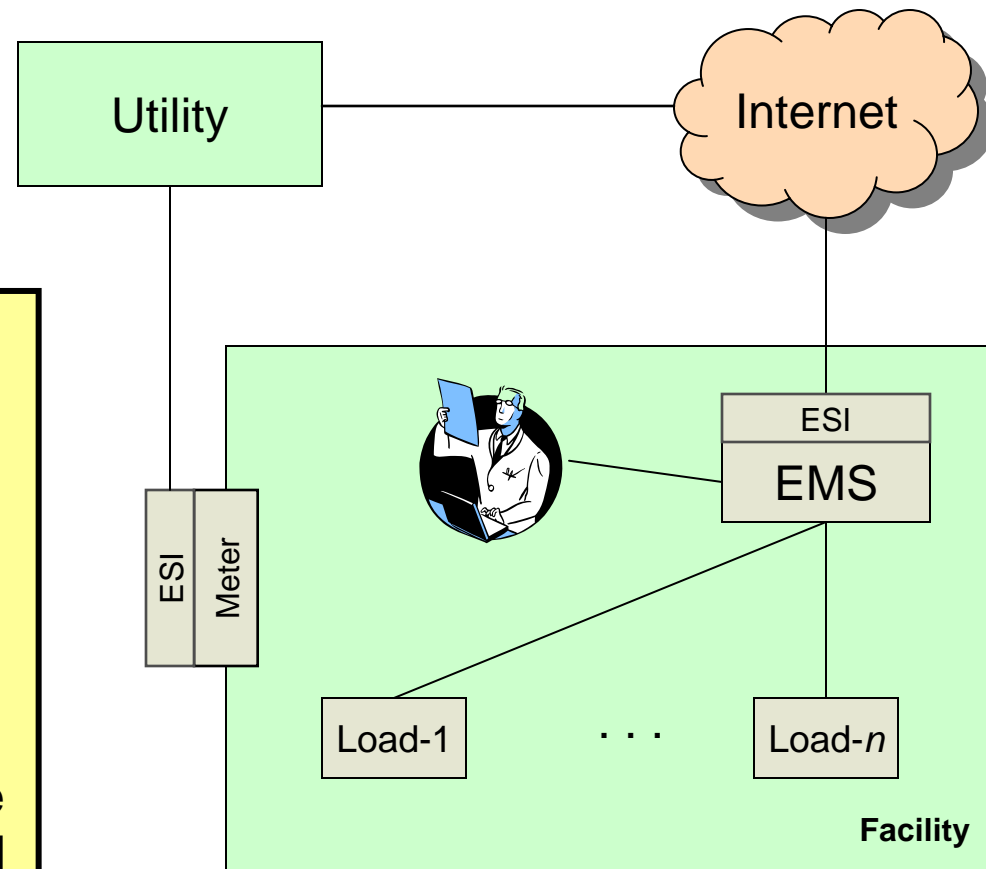 Utility
Internet
ESI
EMS
ESI
Meter
Load-1
. . .
Load-n
Facility